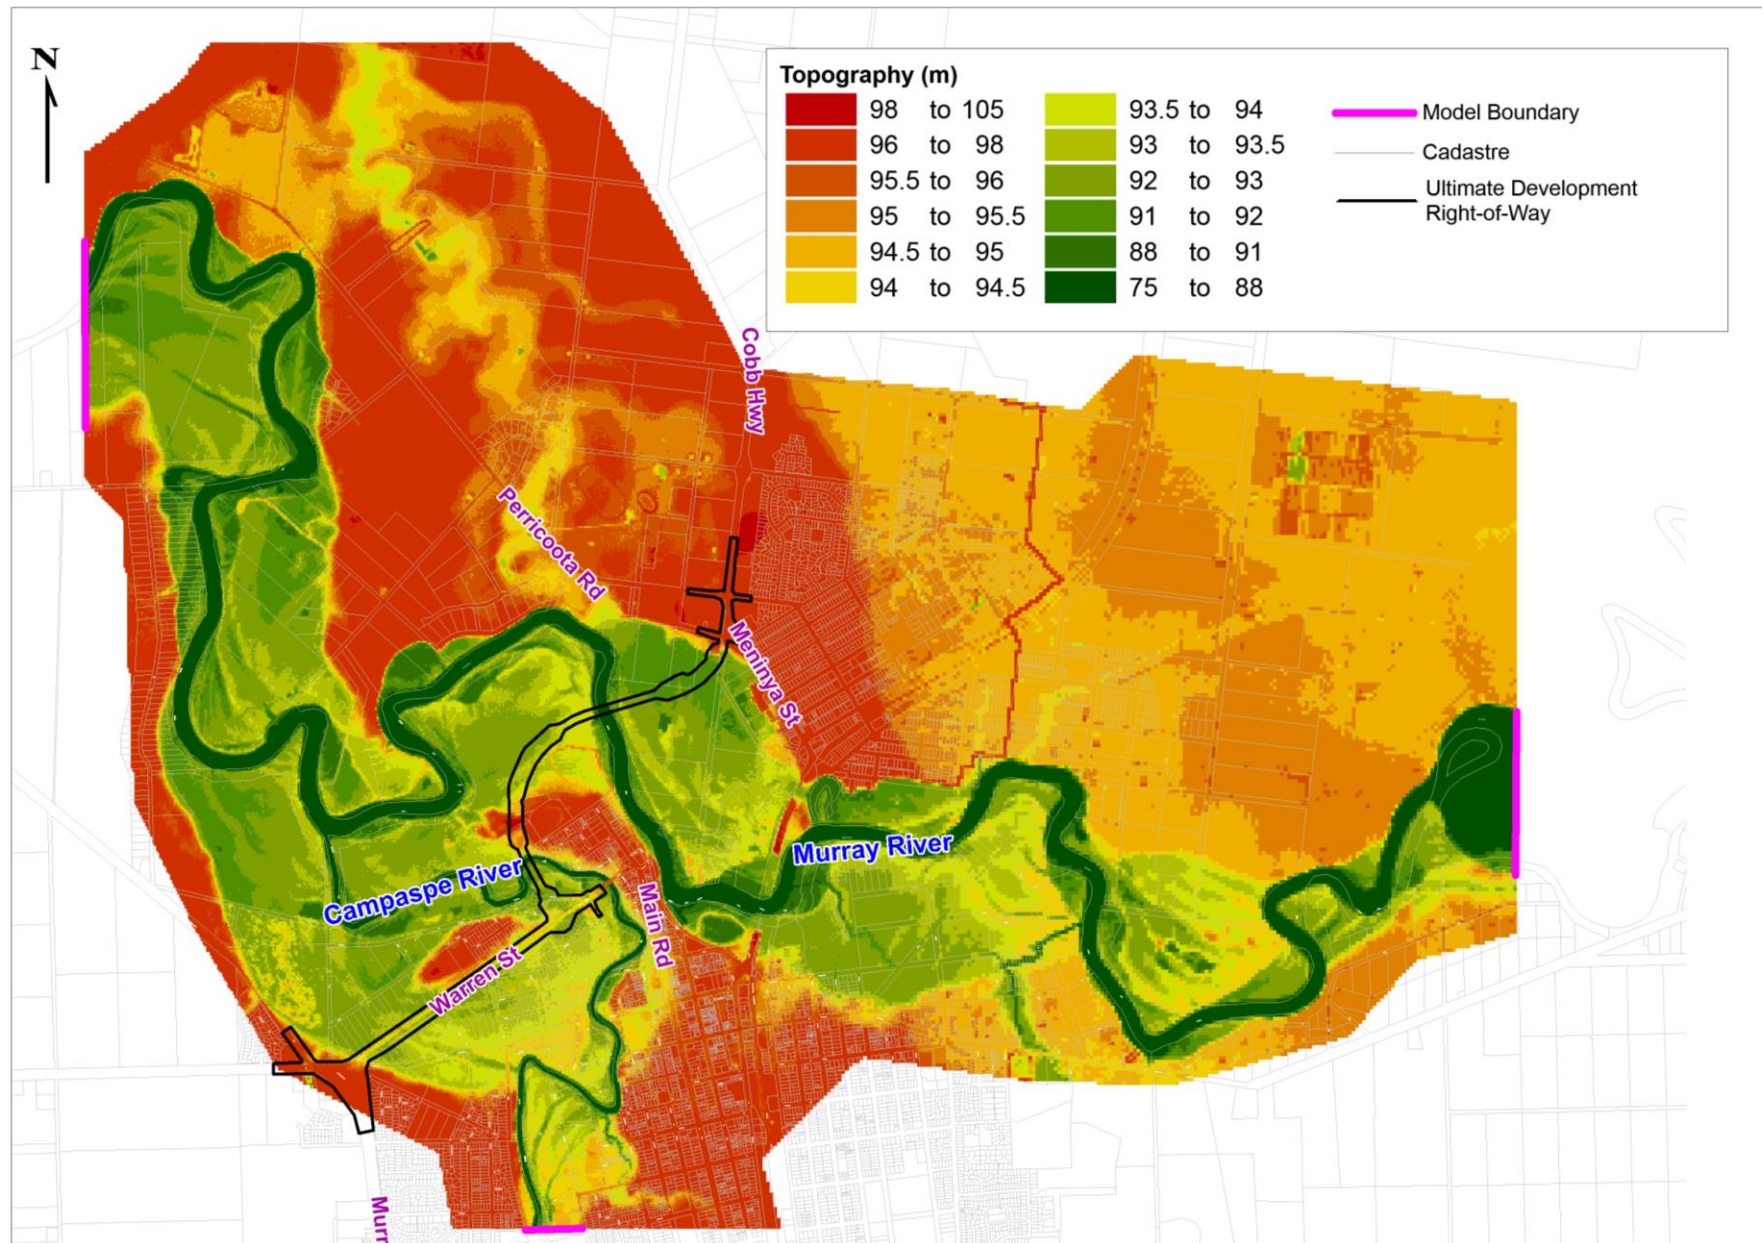 N
Topography (m)
98 to 105
96 to 98
95.5 to 96
95 to 95.5
94.5 to 95
94 to 94.5
93.5 to 94
93 to 93.5
92 to 93
91 to 92
88 to 91
75 to 88
Model Boundary
Cadastre
Ultimate Development
Right-of-Way
Cobb Hwy
Perricoota Rd
Meninya St
Murray River
Campaspe River
Main Rd
Warren St